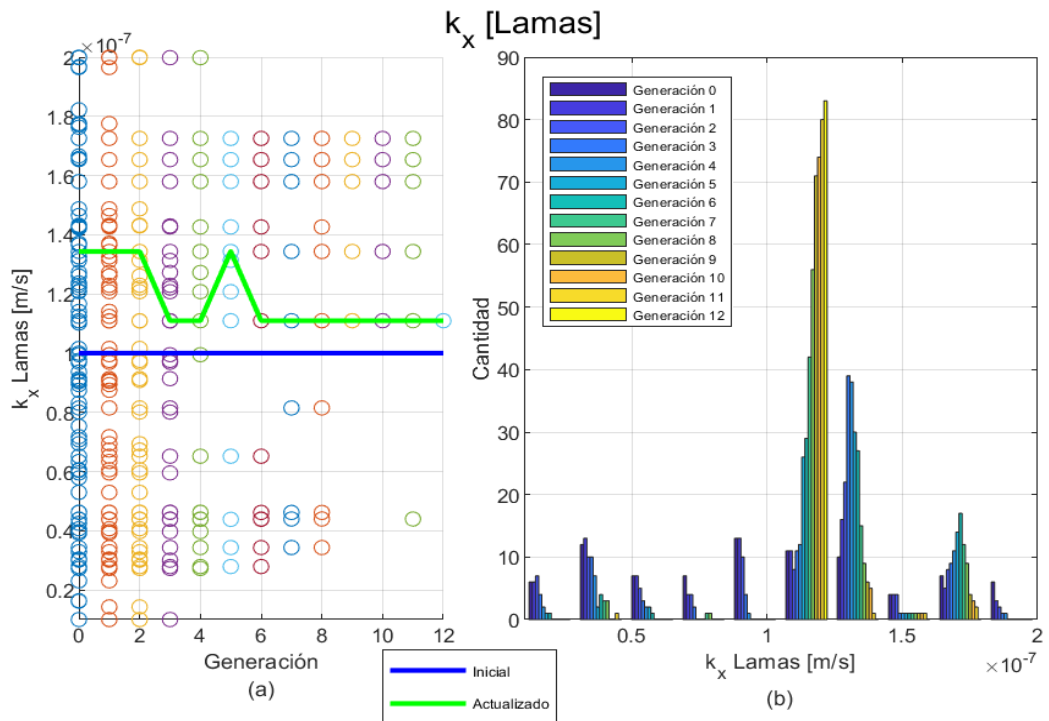 k_x [Lamas]
×10^-7
2
1.8
1.6
1.4
1.2
1
0.8
0.6
0.4
0.2
k_x Lamas [m/s]
0 2 4 6 8 10 12
Generación
(a)
90
80
70
60
50
40
30
20
10
0
Cantidad
Generación 0
Generación 1
Generación 2
Generación 3
Generación 4
Generación 5
Generación 6
Generación 7
Generación 8
Generación 9
Generación 10
Generación 11
Generación 12
0.5 1 1.5 2
k_x Lamas [m/s]
×10^-7
(b)
Inicial
Actualizado